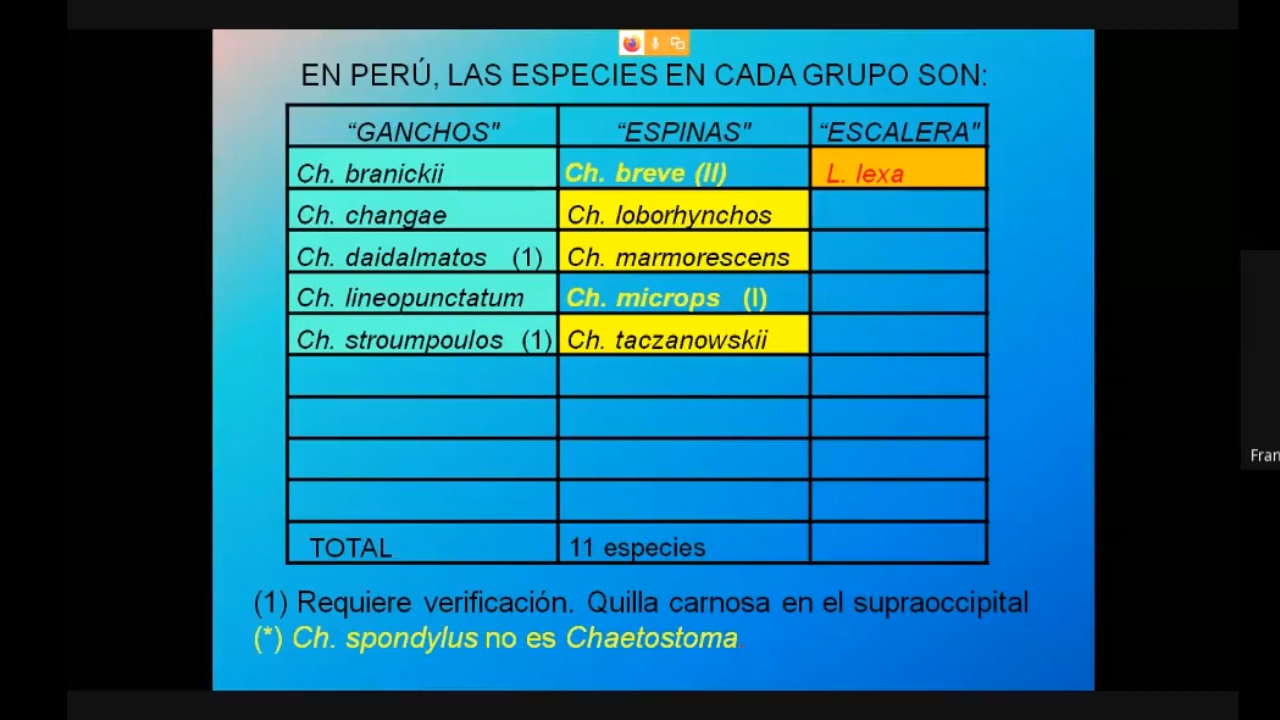 EN PERÚ, LAS ESPECIES EN CADA GRUPO SON:
“GANCHOS" “ESPINAS" “ESCALERA"
Ch. branickii Ch. breve (II) L. lexa
Ch. changae Ch. loborhynchos
Ch. daidalmatos (1) Ch. marmorescens
Ch. lineopunctatum Ch. microps (I)
Ch. stroumpoulos (1) Ch. taczanowskii
TOTAL 11 especies
(1) Requiere verificación. Quilla carnosa en el supraoccipital
(*) Ch. spondylus no es Chaetostoma.
Fran